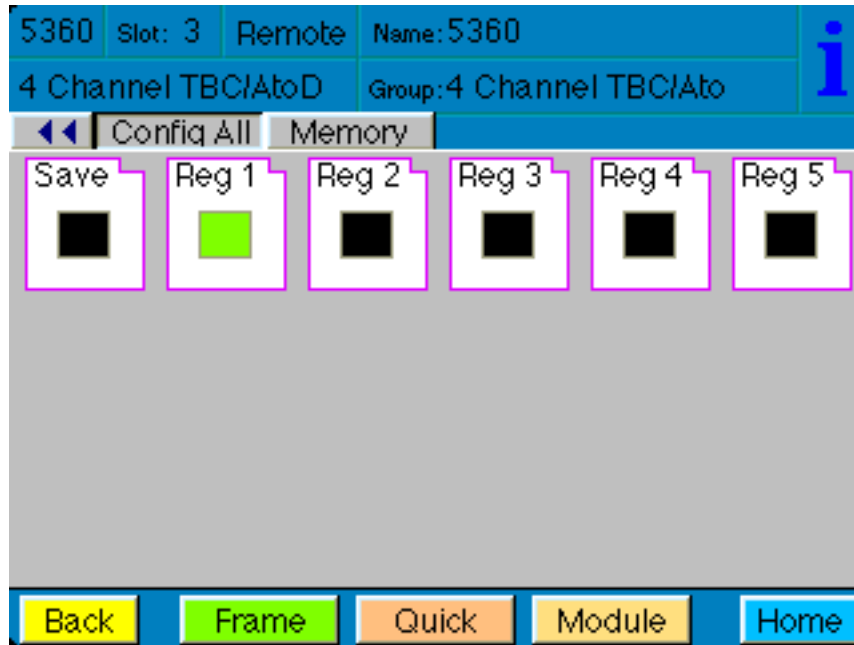 5360 Slot: 3 Remote Name:5360
4 Channel TBC/AtoD Group:4 Channel TBC/Ato
i
Config All Memory
Save Reg 1 Reg 2 Reg 3 Reg 4 Reg 5
Back Frame Quick Module Home